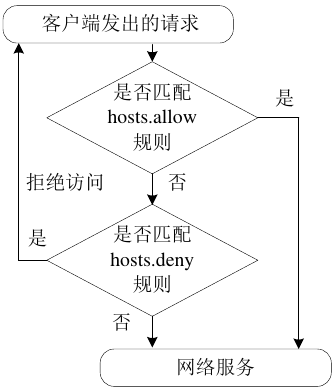 客户端发出的请求
是否匹配
hosts.allow
规则
是
拒绝访问
否
是否匹配
是
hosts.deny
规则
否
网络服务